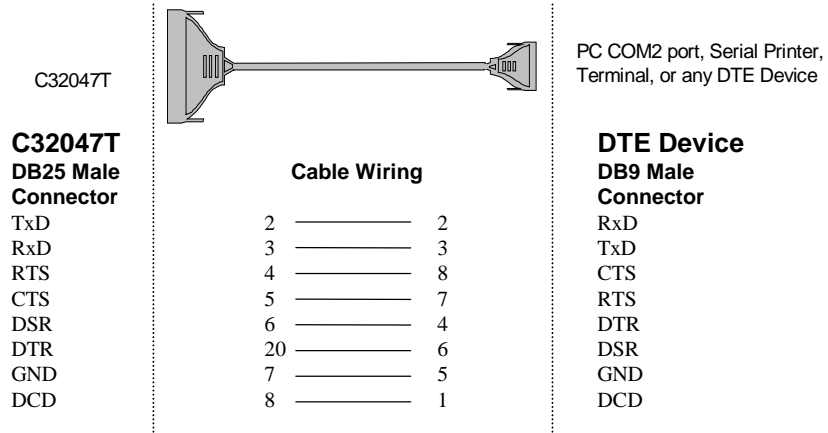 C32047T
PC COM2 port, Serial Printer,
Terminal, or any DTE Device
C32047T
DB25 Male
Connector
Cable Wiring
DTE Device
DB9 Male
Connector
TxD 2 2 RxD
RxD 3 3 TxD
RTS 4 8 CTS
CTS 5 7 RTS
DSR 6 4 DTR
DTR 20 6 DSR
GND 7 5 GND
DCD 8 1 DCD